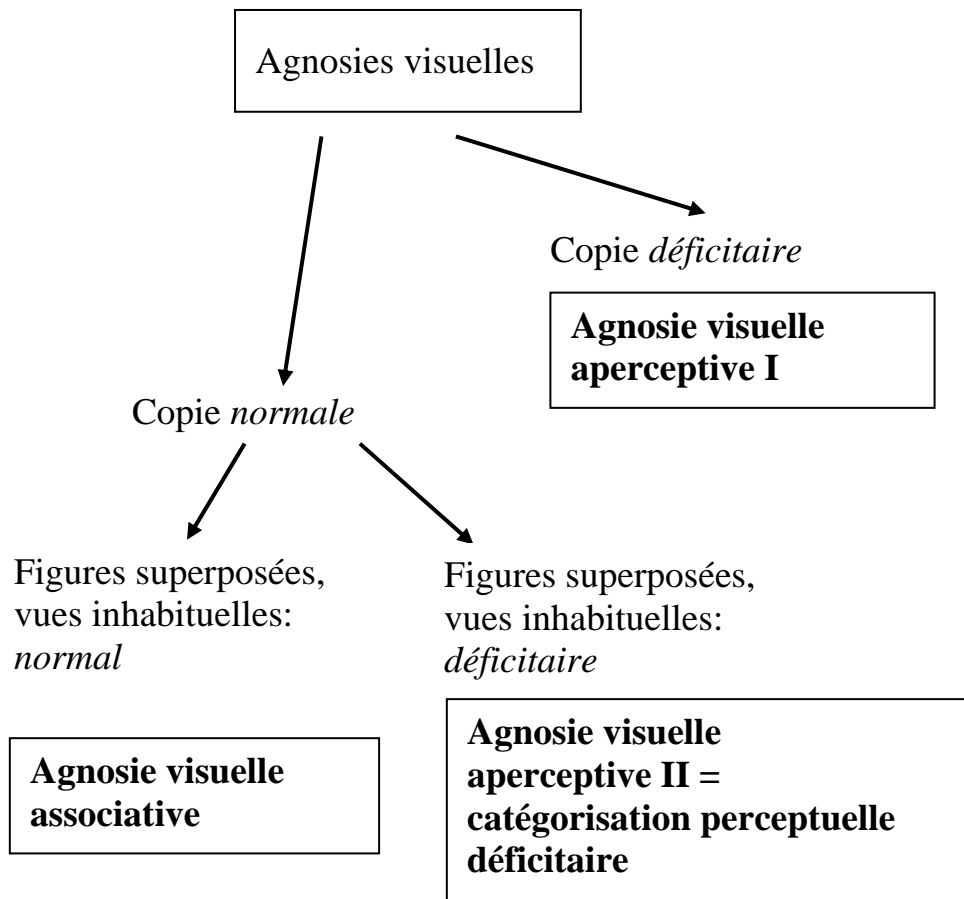 Agnosies visuelles
Copie déficitaire
Agnosie visuelle
aperceptive I
Copie normale
Figures superposées,
vues inhabituelles:
normal
Figures superposées,
vues inhabituelles:
déficitaire
Agnosie visuelle
associative
Agnosie visuelle
aperceptive II =
catégorisation perceptuelle
déficitaire